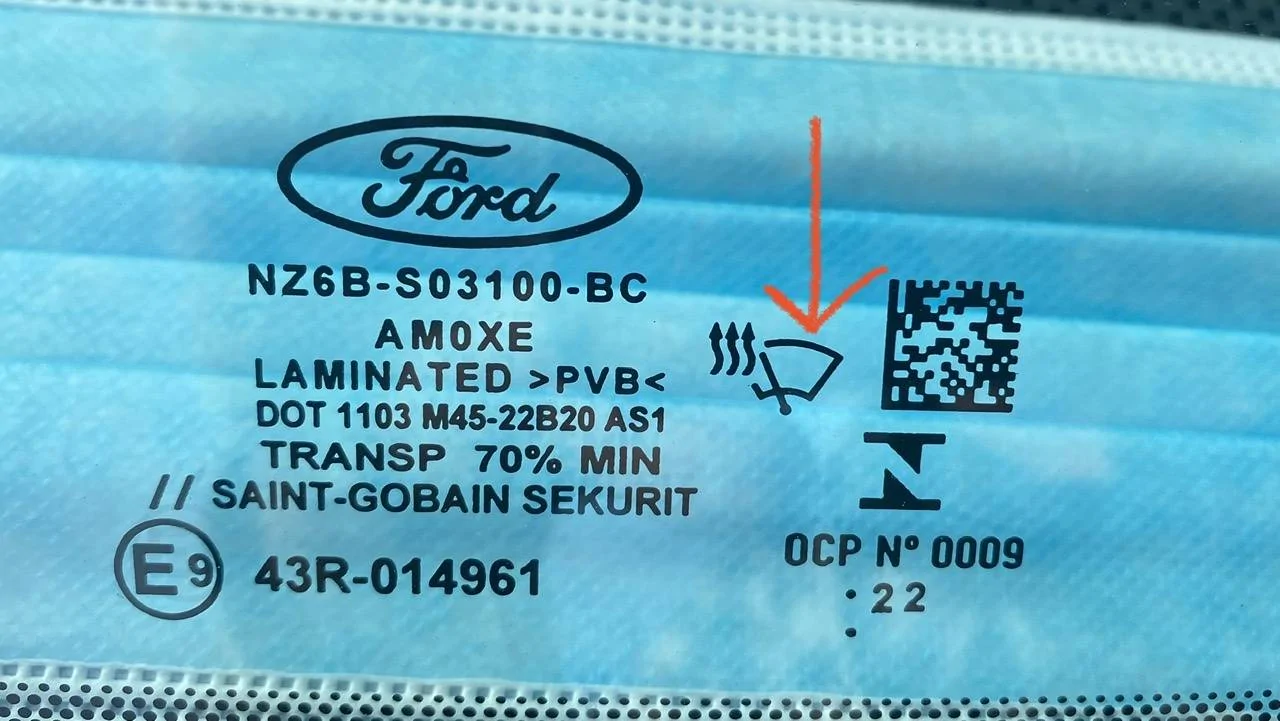 Ford
NZ6B-S03100-BC
AM0XE
LAMINATED >PVB<
DOT 1103 M45-22B20 AS1
TRANSP 70% MIN
// SAINT-GOBAIN SEKURIT
E9 43R-014961
OCP N° 0009
: 22